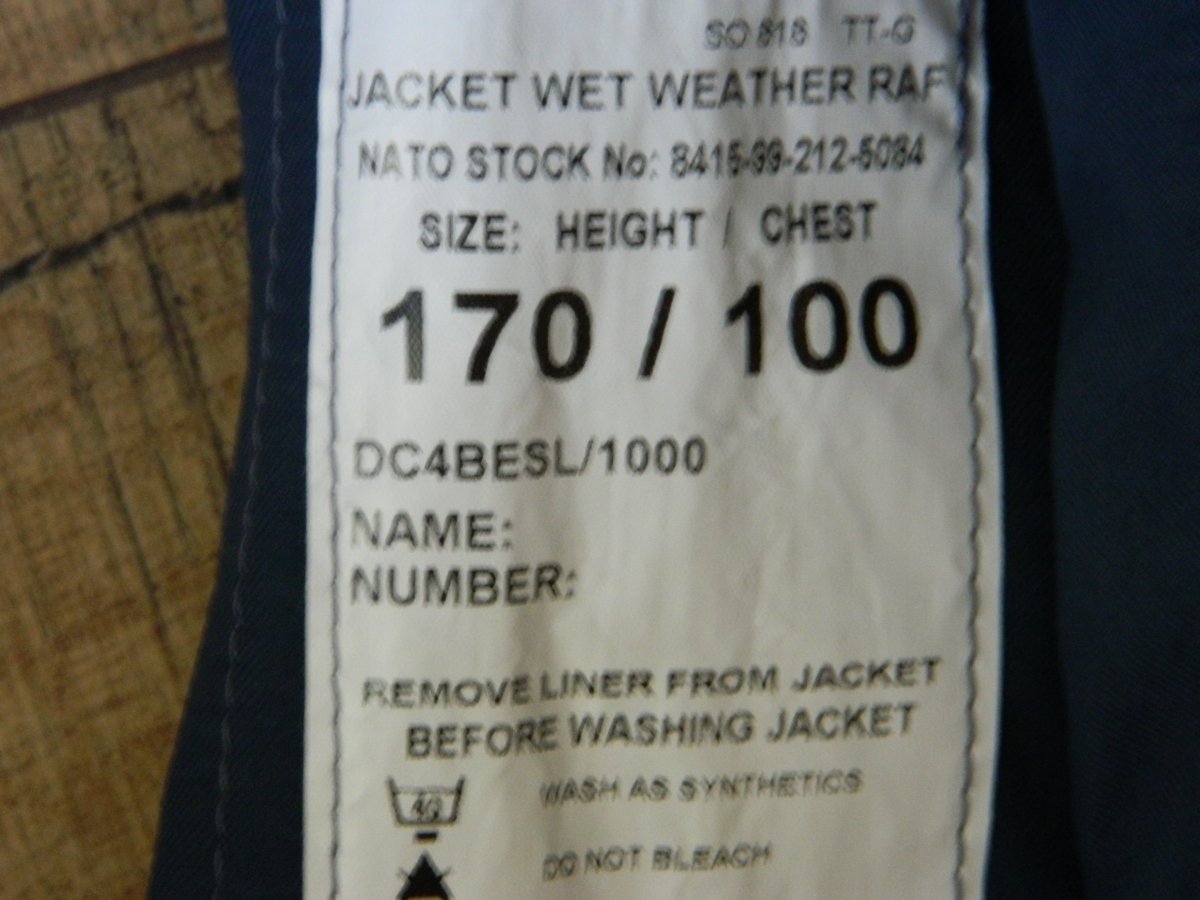 SO 818 TT-G
JACKET WET WEATHER RAF
NATO STOCK No: 8415-99-212-5084
SIZE: HEIGHT / CHEST
170 / 100
DC4BESL/1000
NAME:
NUMBER:
REMOVE LINER FROM JACKET
BEFORE WASHING JACKET
40
WASH AS SYNTHETICS
DO NOT BLEACH